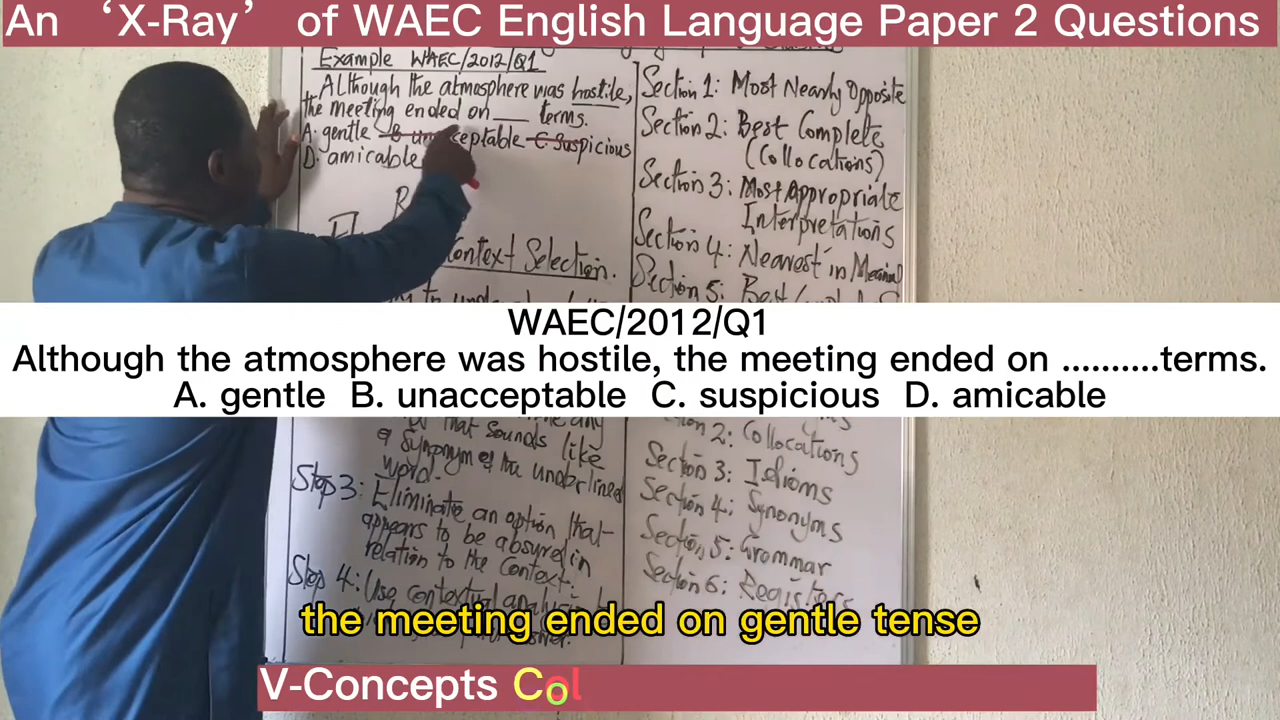 An ‘X-Ray’ of WAEC English Language Paper 2 Questions
Example WAEC/2012/Q1
Although the atmosphere was hostile,
the meeting ended on ___ terms.
A. gentle B unacceptable C. Suspicious
D. amicable
Context Selection.
Section 1: Most Nearly Opposite
Section 2: Best Complete
(Collocations)
Section 3: Most Appropriate
Interpretations
Section 4: Nearest in Meaning
Section 5:
WAEC/2012/Q1
Although the atmosphere was hostile, the meeting ended on ..........terms.
A. gentle B. unacceptable C. suspicious D. amicable
that sounds like
a synonym of the underlined
word.
Step 3: Eliminate an option that
appears to be absurd in
relation to the Context.
Step 4: Use contextual analysis
Section 2: Collocations
Section 3: Idioms
Section 4: Synonyms
Section 5: Grammar
Section 6: Registers
the meeting ended on gentle tense
V-Concepts Col